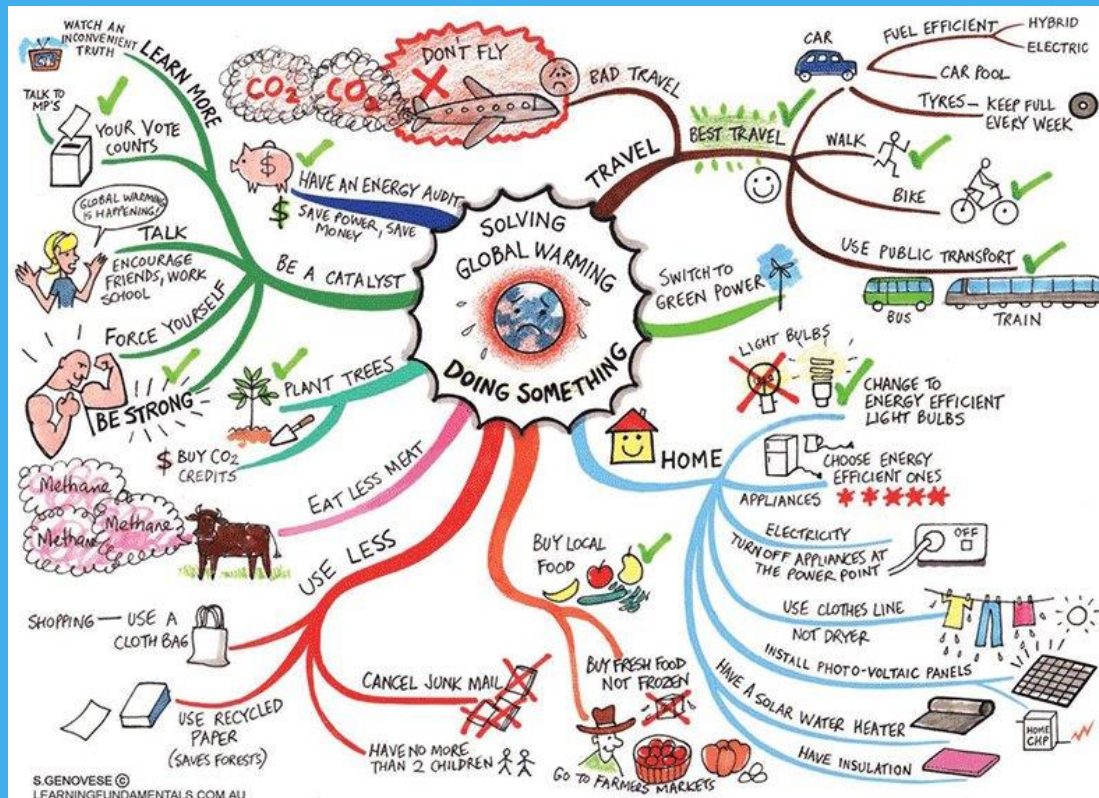 SOLVING
GLOBAL WARMING
DOING SOMETHING
TRAVEL
BAD TRAVEL
DON'T FLY
CO2
CO2
BEST TRAVEL
CAR
FUEL EFFICIENT
HYBRID
ELECTRIC
CAR POOL
TYRES – KEEP FULL
EVERY WEEK
WALK
BIKE
USE PUBLIC TRANSPORT
BUS
TRAIN
SWITCH TO
GREEN POWER
HOME
LIGHT BULBS
CHANGE TO
ENERGY EFFICIENT
LIGHT BULBS
CHOOSE ENERGY
EFFICIENT ONES
APPLIANCES
ELECTRICITY
TURN OFF APPLIANCES AT
THE POWER POINT
OFF
USE CLOTHES LINE
NOT DRYER
INSTALL PHOTO-VOLTAIC PANELS
HOME
CHP
HAVE A SOLAR WATER HEATER
HAVE INSULATION
BUY LOCAL
FOOD
BUY FRESH FOOD
NOT FROZEN
GO TO FARMERS MARKETS
USE LESS
SHOPPING — USE A
CLOTH BAG
USE RECYCLED
PAPER
(SAVES FORESTS)
CANCEL JUNK MAIL
HAVE NO MORE
THAN 2 CHILDREN
EAT LESS MEAT
Methane
Methane
Methane
PLANT TREES
$ BUY CO2
CREDITS
BE A CATALYST
LEARN MORE
WATCH AN
INCONVENIENT
TRUTH
TALK TO
MP'S
YOUR VOTE
COUNTS
GLOBAL WARMING
IS HAPPENING!
TALK
ENCOURAGE
FRIENDS, WORK
SCHOOL
FORCE YOURSELF
BE STRONG
$
HAVE AN ENERGY AUDIT
$ SAVE POWER, SAVE
MONEY
S.GENOVESE ©
LEARNINGFUNDAMENTALS.COM.AU